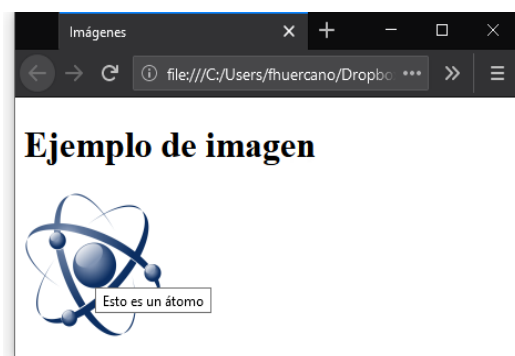 Imágenes
file:///C:/Users/fhuercano/Dropbo
Ejemplo de imagen
Esto es un átomo